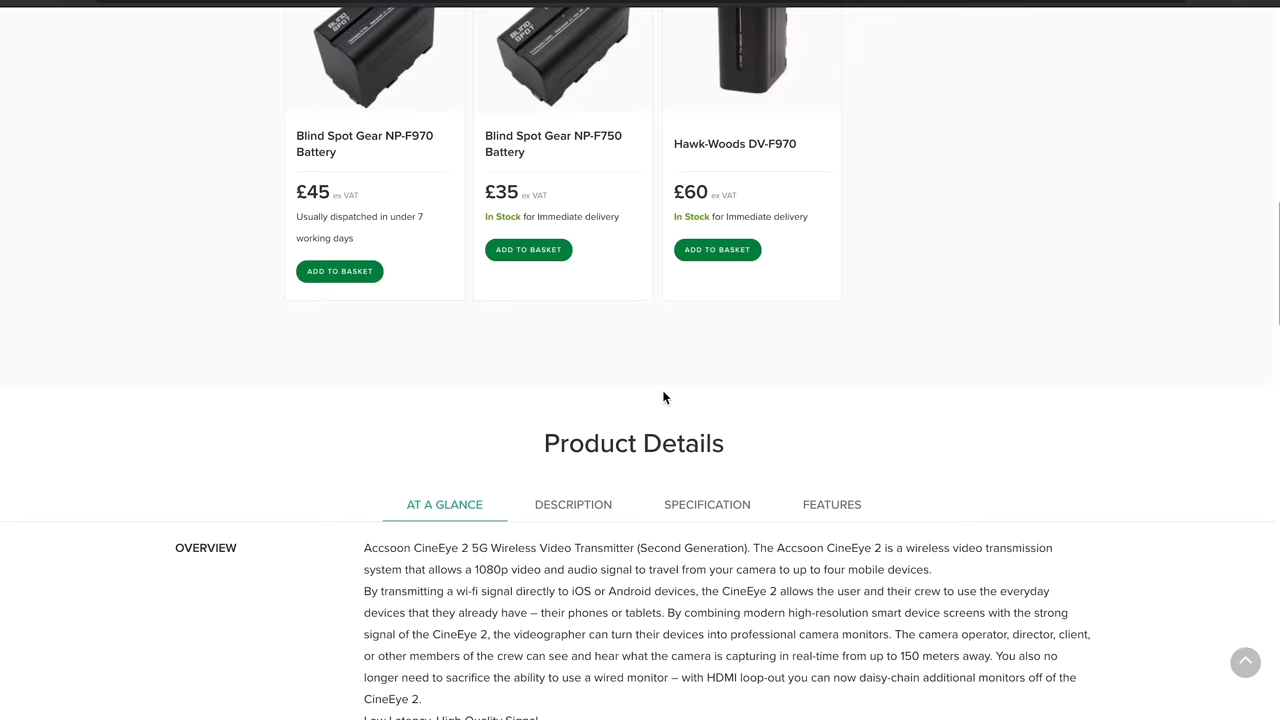 BLIND SPOT
BLIND SPOT
Blind Spot Gear NP-F970
Battery
£45 ex VAT
Usually dispatched in under 7
working days
ADD TO BASKET
Blind Spot Gear NP-F750
Battery
£35 ex VAT
In Stock for Immediate delivery
ADD TO BASKET
Hawk-Woods DV-F970
£60 ex VAT
In Stock for Immediate delivery
ADD TO BASKET
Product Details
AT A GLANCE DESCRIPTION SPECIFICATION FEATURES
OVERVIEW
Accsoon CineEye 2 5G Wireless Video Transmitter (Second Generation). The Accsoon CineEye 2 is a wireless video transmission
system that allows a 1080p video and audio signal to travel from your camera to up to four mobile devices.
By transmitting a wi-fi signal directly to iOS or Android devices, the CineEye 2 allows the user and their crew to use the everyday
devices that they already have – their phones or tablets. By combining modern high-resolution smart device screens with the strong
signal of the CineEye 2, the videographer can turn their devices into professional camera monitors. The camera operator, director, client,
or other members of the crew can see and hear what the camera is capturing in real-time from up to 150 meters away. You also no
longer need to sacrifice the ability to use a wired monitor – with HDMI loop-out you can now daisy-chain additional monitors off of the
CineEye 2.
Low Latency, High Quality Signal